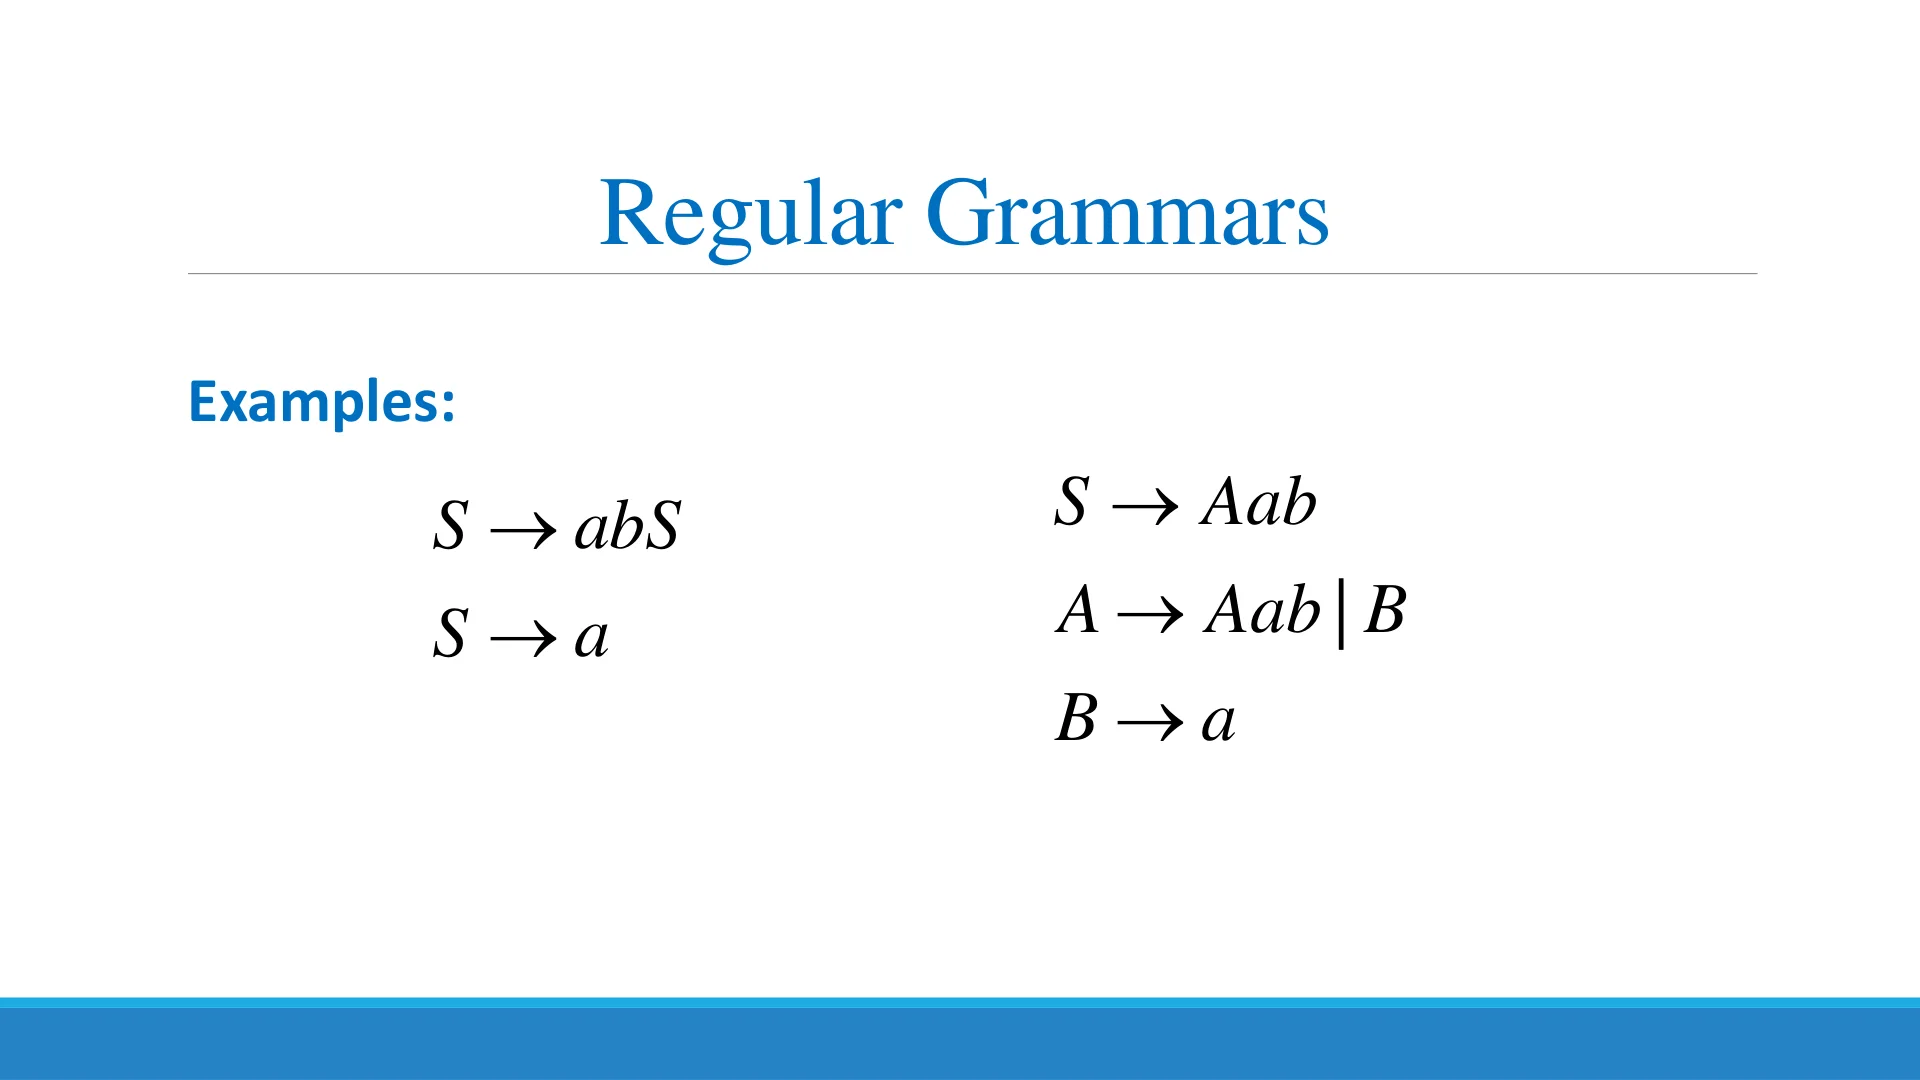 Regular Grammars
Examples:
S → abS
S → a
S → Aab
A → Aab | B
B → a